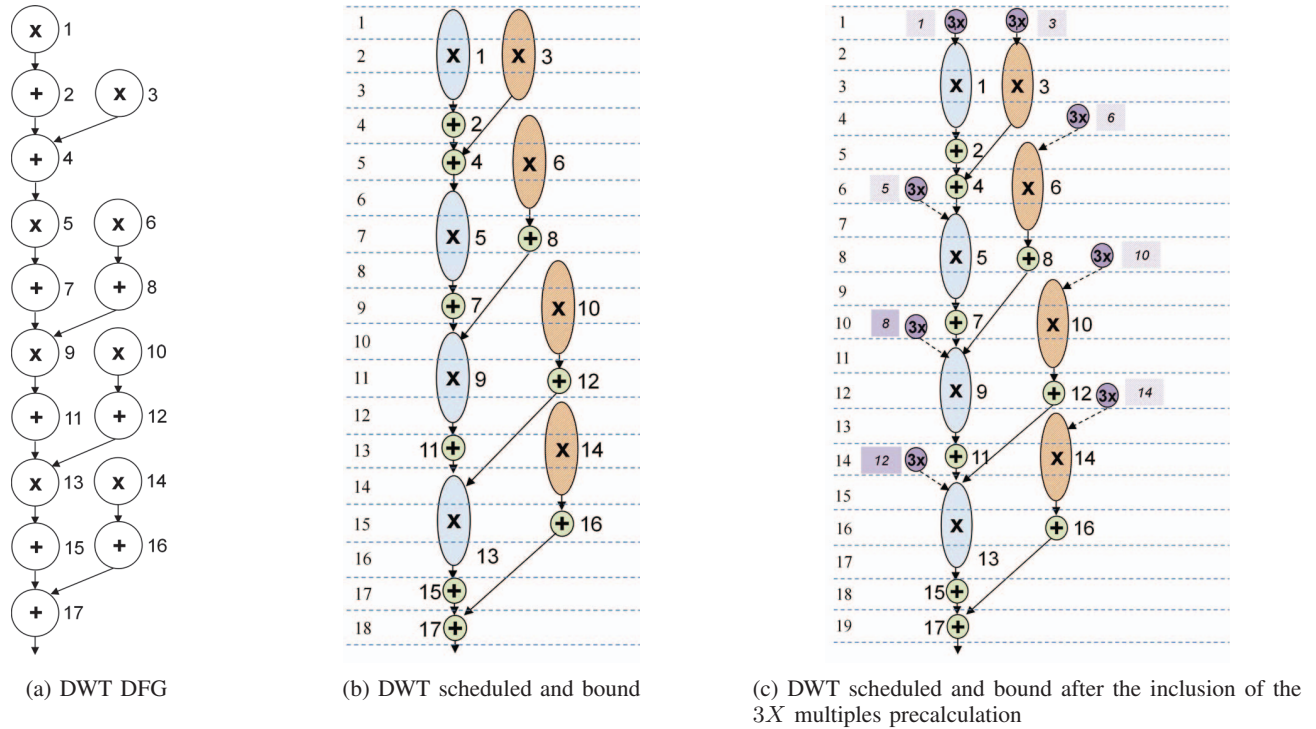 x 1
+ 2 x 3
+ 4
x 5 x 6
+ 7 + 8
x 9 x 10
+ 11 + 12
x 13 x 14
+ 15 + 16
+ 17
(a) DWT DFG
1
2 x 1 x 3
3
4 + 2
5 + 4 x 6
6
7 x 5 + 8
8
9 + 7 x 10
10
11 x 9 + 12
12
13 11 + x 14
14
15 x + 16
16 13
17 15 +
18 17 +
(b) DWT scheduled and bound
1 1 3x 3x 3
2
3 x 1 x 3
4 3x 6
5 + 2
6 5 3x + 4 x 6
7
8 x 5 + 8 3x 10
9
10 8 3x + 7 x 10
11
12 x 9 + 12 3x 14
13
14 12 3x + 11 x 14
15
16 x + 16
17 13
18 15 +
19 17 +
(c) DWT scheduled and bound after the inclusion of the
3X multiples precalculation